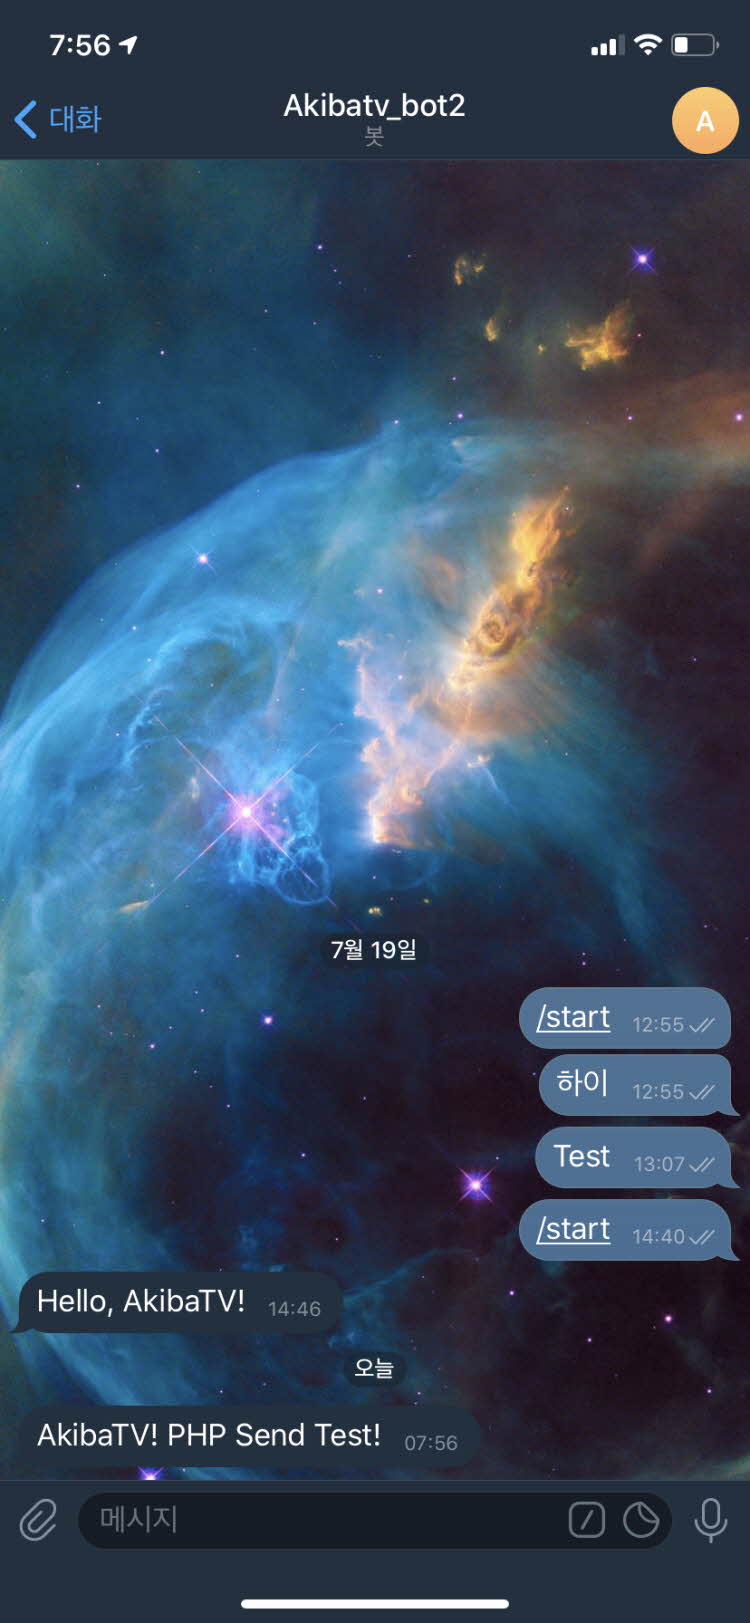 7:56
대화
Akibatv_bot2
봇
A
7월 19일
/start 12:55
하이 12:55
Test 13:07
/start 14:40
Hello, AkibaTV! 14:46
오늘
AkibaTV! PHP Send Test! 07:56
메시지